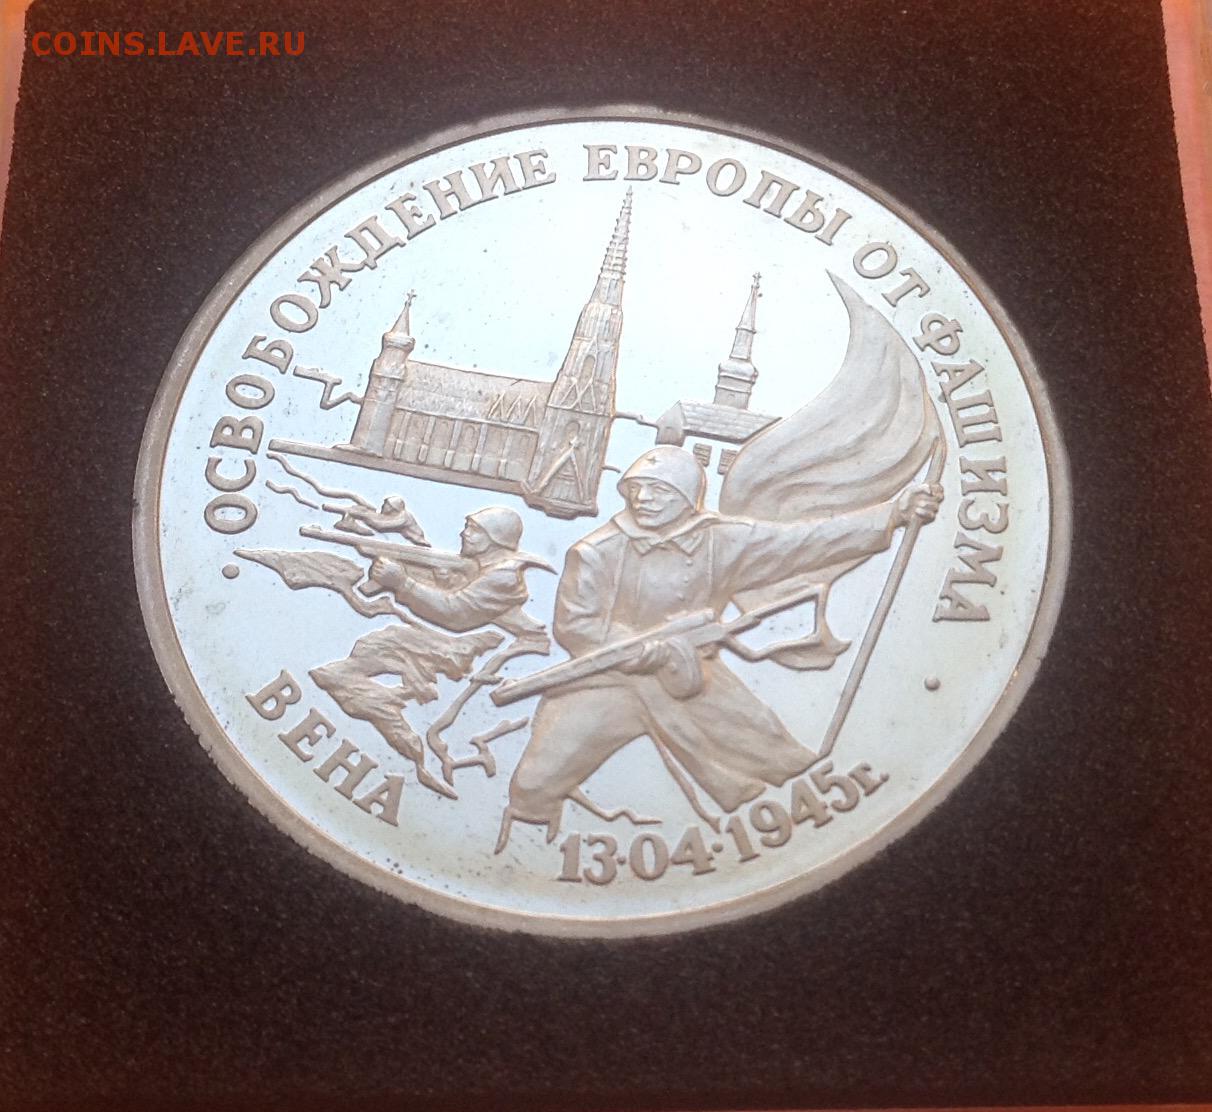 COINS.LAVE.RU
·ОСВОБОЖДЕНИЕ ЕВРОПЫ ОТ ФАШИЗМА·
ВЕНА
13·04·1945г.